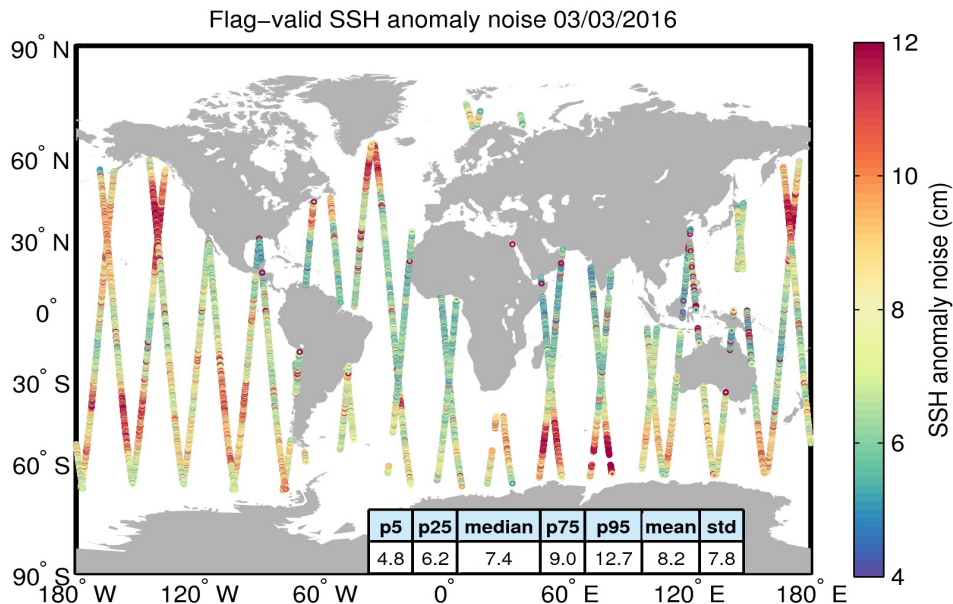 Flag−valid SSH anomaly noise 03/03/2016
90° N
60° N
30° N
0°
30° S
60° S
90° S
180° W 120° W 60° W 0° 60° E 120° E 180° E
p5 p25 median p75 p95 mean std
4.8 6.2 7.4 9.0 12.7 8.2 7.8
12
10
8
6
4
SSH anomaly noise (cm)